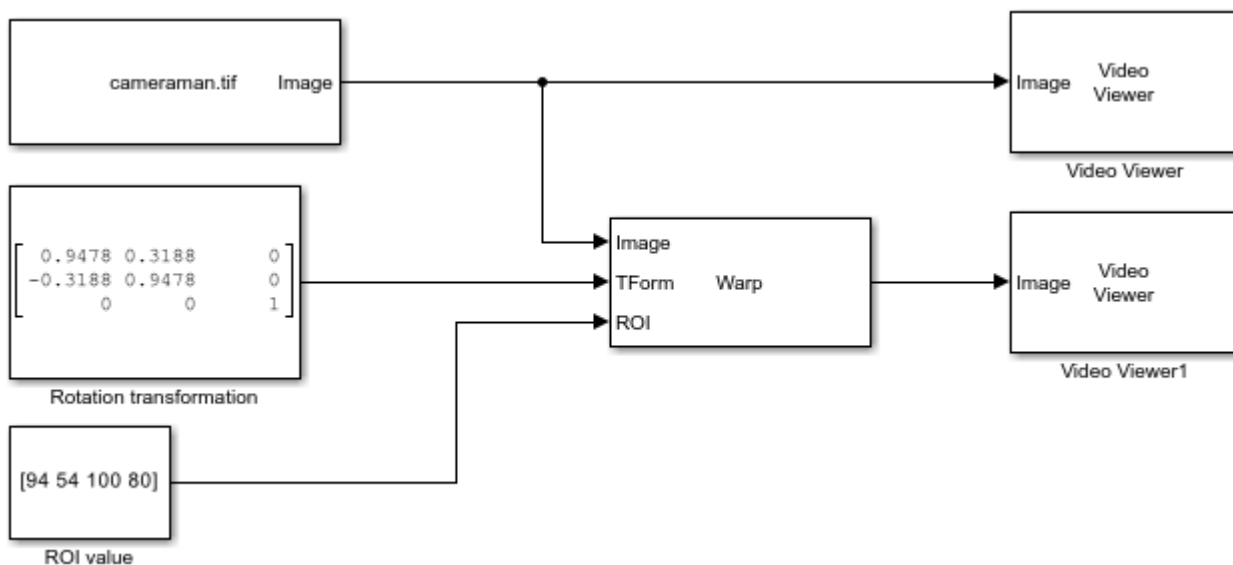 cameraman.tif Image
Image Video Viewer
Video Viewer
0.9478 0.3188 0
-0.3188 0.9478 0
0 0 1
Rotation transformation
Image
TForm Warp
ROI
Image Video Viewer
Video Viewer1
[94 54 100 80]
ROI value